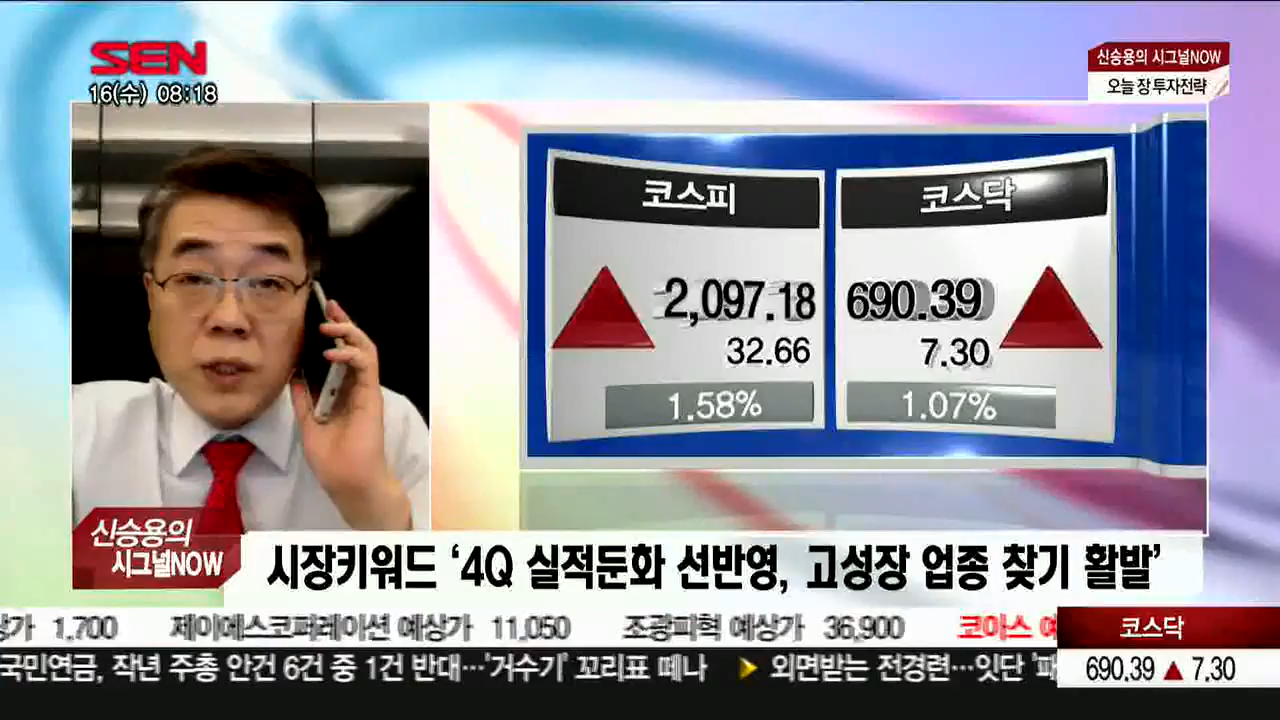 SEN
16(수) 08:18
신승용의 시그널NOW
오늘 장 투자전략
코스피
2,097.18
32.66
1.58%
코스닥
690.39
7.30
1.07%
신승용의
시그널NOW
시장키워드 ‘4Q 실적둔화 선반영, 고성장 업종 찾기 활발’
상가 1,700 제이에스코퍼레이션 예상가 11,050 조광피혁 예상가 36,900 코아스
코스닥
국민연금, 작년 주총 안건 6건 중 1건 반대…'거수기' 꼬리표 떼나 ▶ 외면받는 전경련…잇단
690.39 ▲ 7.30